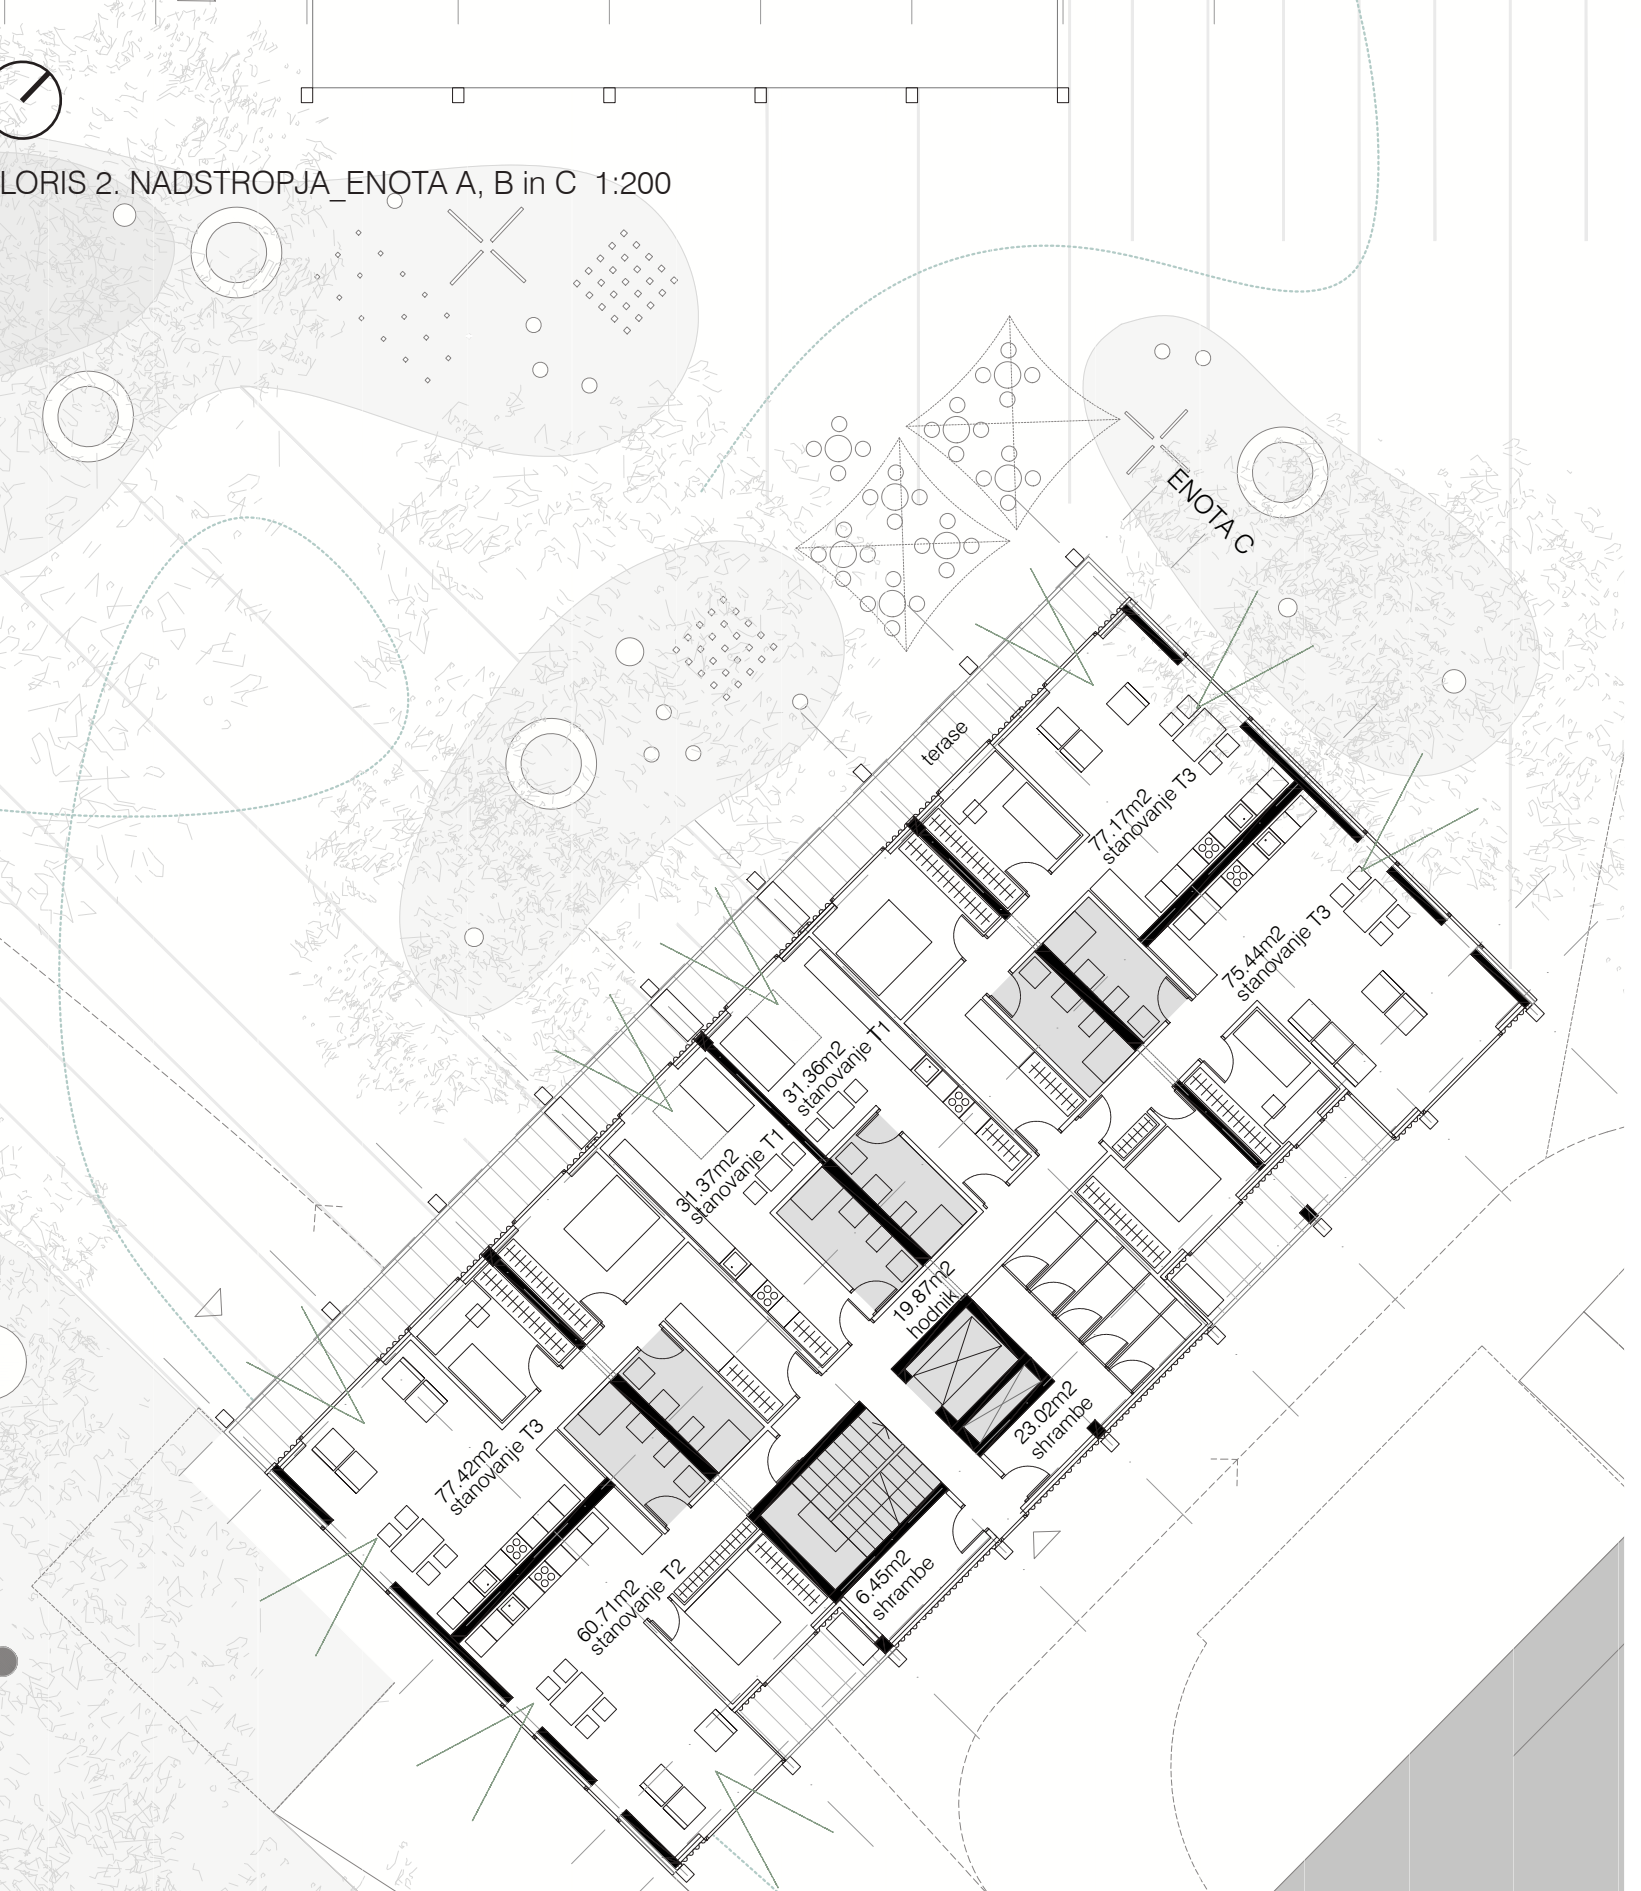 LORIS 2. NADSTROPJA_ENOTA A, B in C 1:200
ENOTA C
terase
77.17m2
stanovanje T3
75.44m2
stanovanje T3
31.36m2
stanovanje T1
31.37m2
stanovanje T1
19.87m2
hodnik
23.02m2
shrambe
77.42m2
stanovanje T3
60.71m2
stanovanje T2
6.45m2
shrambe